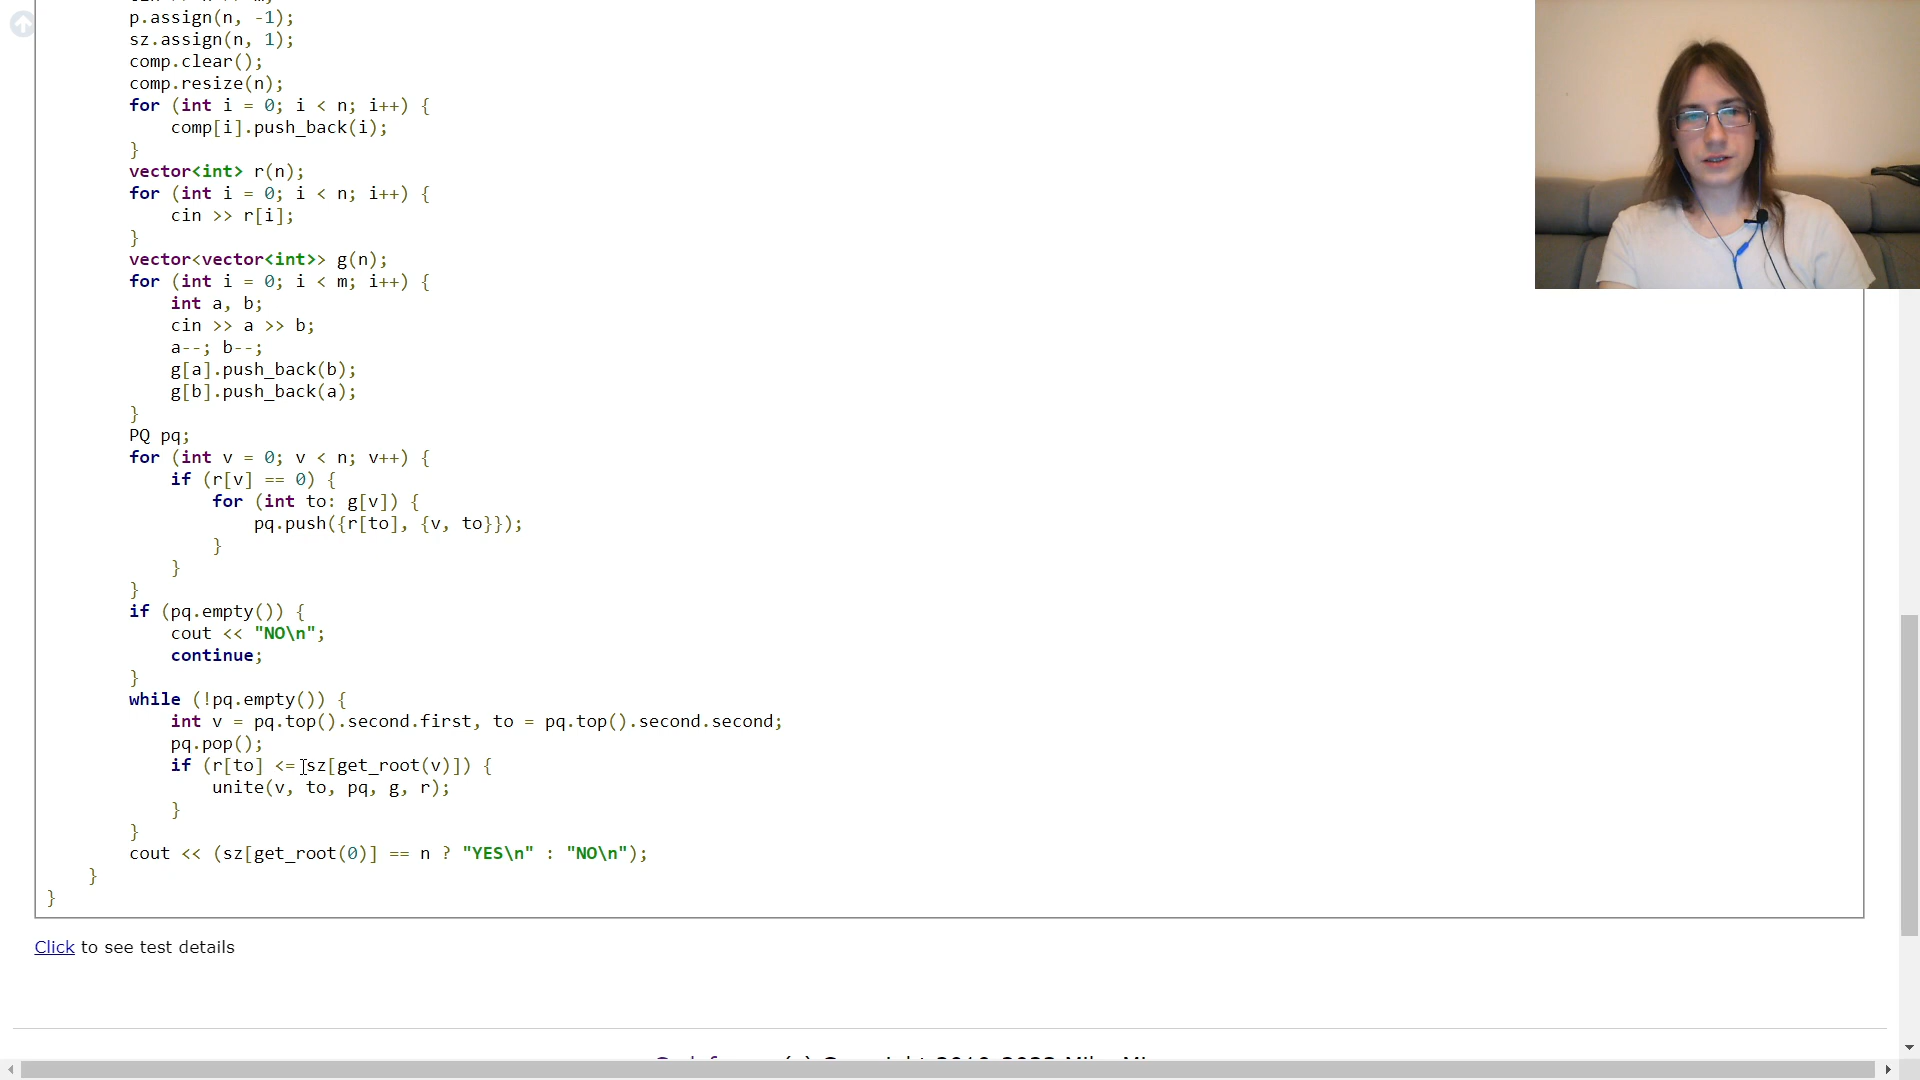 p.assign(n, -1);
sz.assign(n, 1);
comp.clear();
comp.resize(n);
for (int i = 0; i < n; i++) {
comp[i].push_back(i);
}
vector<int> r(n);
for (int i = 0; i < n; i++) {
cin >> r[i];
}
vector<vector<int>> g(n);
for (int i = 0; i < m; i++) {
int a, b;
cin >> a >> b;
a--; b--;
g[a].push_back(b);
g[b].push_back(a);
}
PQ pq;
for (int v = 0; v < n; v++) {
if (r[v] == 0) {
for (int to: g[v]) {
pq.push({r[to], {v, to}});
}
}
}
if (pq.empty()) {
cout << "NO\n";
continue;
}
while (!pq.empty()) {
int v = pq.top().second.first, to = pq.top().second.second;
pq.pop();
if (r[to] <= sz[get_root(v)]) {
unite(v, to, pq, g, r);
}
}
cout << (sz[get_root(0)] == n ? "YES\n" : "NO\n");
}
}
Click to see test details